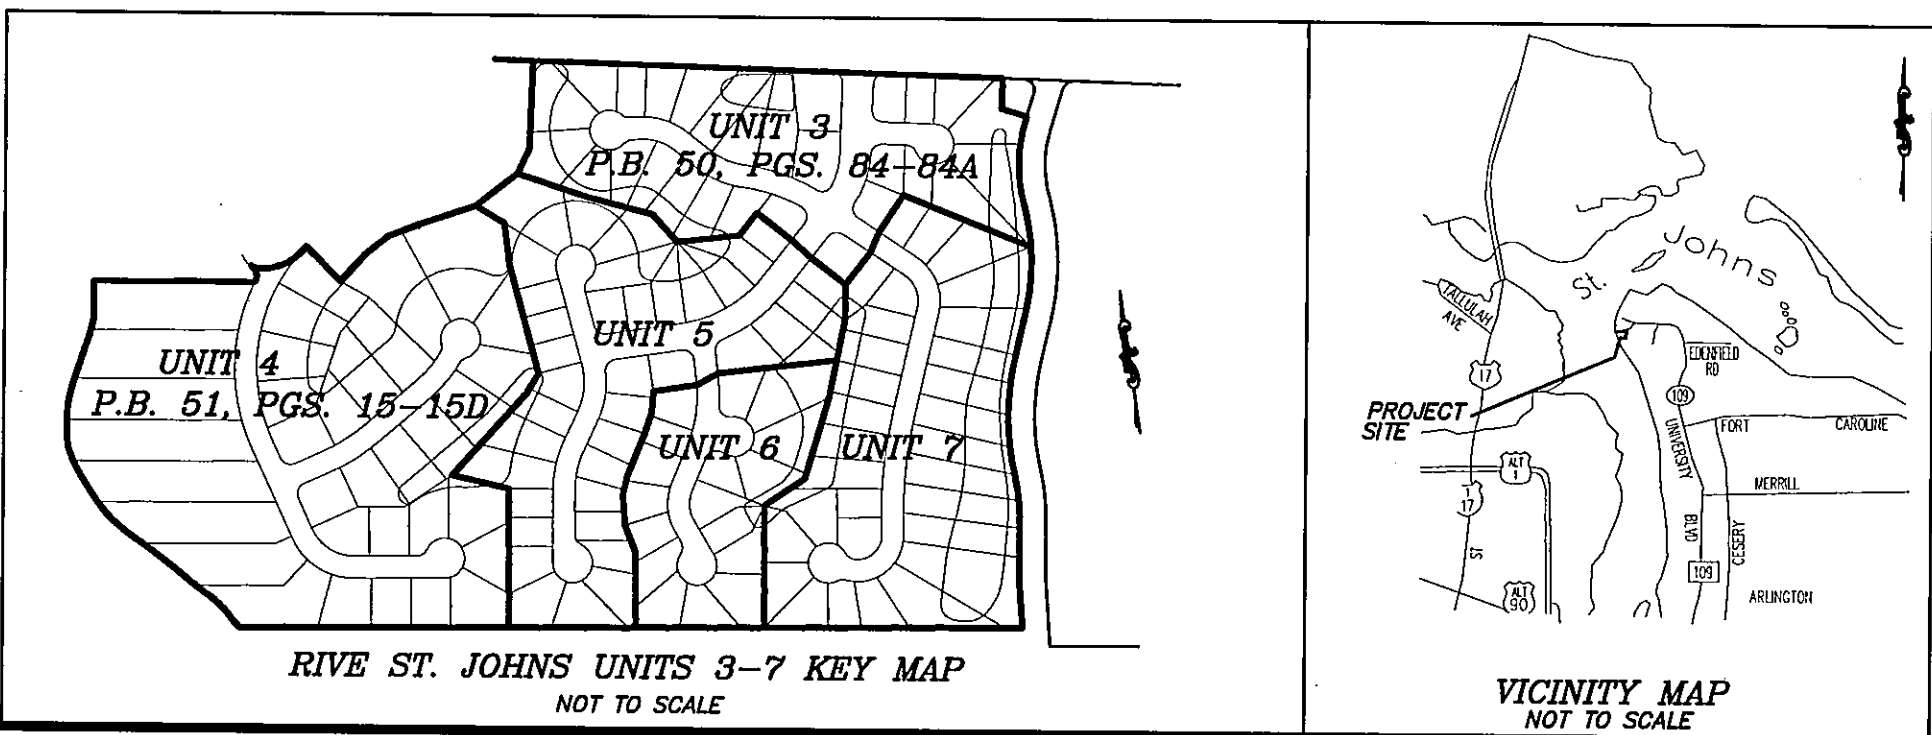 UNIT 3
P.B. 50, PGS. 84-84A
UNIT 4
P.B. 51, PGS. 15-15D
UNIT 5
UNIT 6
UNIT 7
RIVE ST. JOHNS UNITS 3-7 KEY MAP
NOT TO SCALE
St. Johns
TALLULAH
AVE
17
EDENFIELD
RD
109
PROJECT
SITE
FORT CAROLINE
UNIVERSITY
BLVD
ALT
1
MERRILL
1
17
CESERY
ST
109
ALT
90
ARLINGTON
VICINITY MAP
NOT TO SCALE